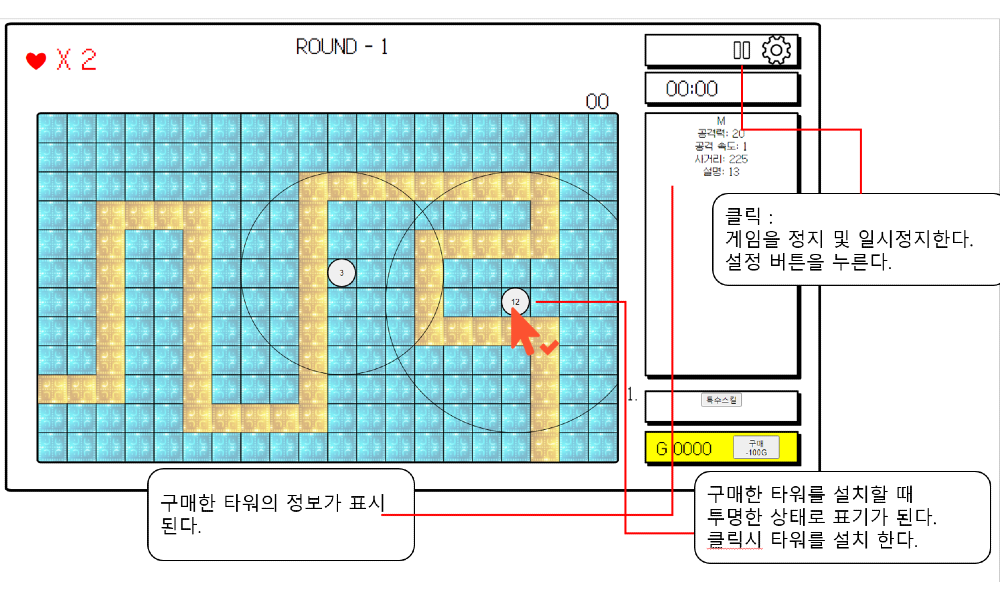 X 2
ROUND - 1
00:00
00
M
공격력: 20
공격 속도: 1
사거리: 225
설명: 13
클릭 :
게임을 정지 및 일시정지한다.
설정 버튼을 누른다.
3
12
1.
특수스킬
G 0000
구매
-100G
구매한 타워의 정보가 표시
된다.
구매한 타워를 설치할 때
투명한 상태로 표기가 된다.
클릭시 타워를 설치 한다.